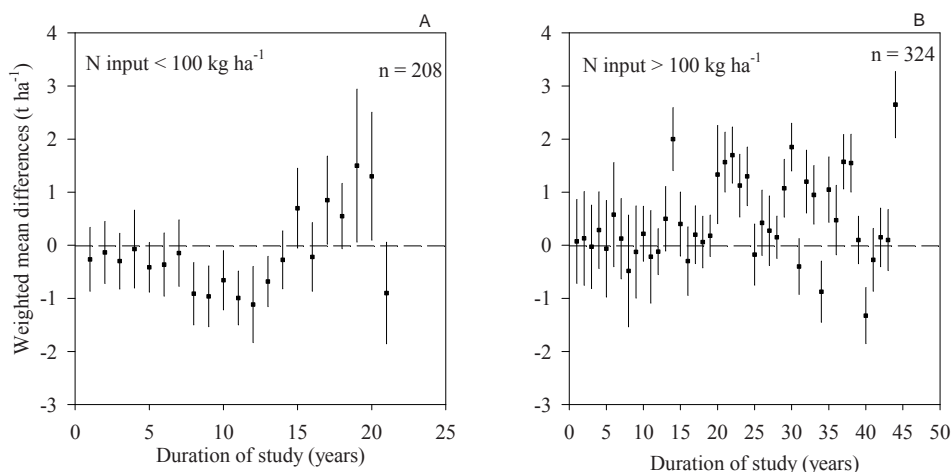 A
N input < 100 kg ha⁻¹
n = 208
Weighted mean differences (t ha⁻¹)
4
3
2
1
0
-1
-2
-3
0 5 10 15 20 25
Duration of study (years)
B
N input > 100 kg ha⁻¹
n = 324
4
3
2
1
0
-1
-2
-3
0 5 10 15 20 25 30 35 40 45 50
Duration of study (years)